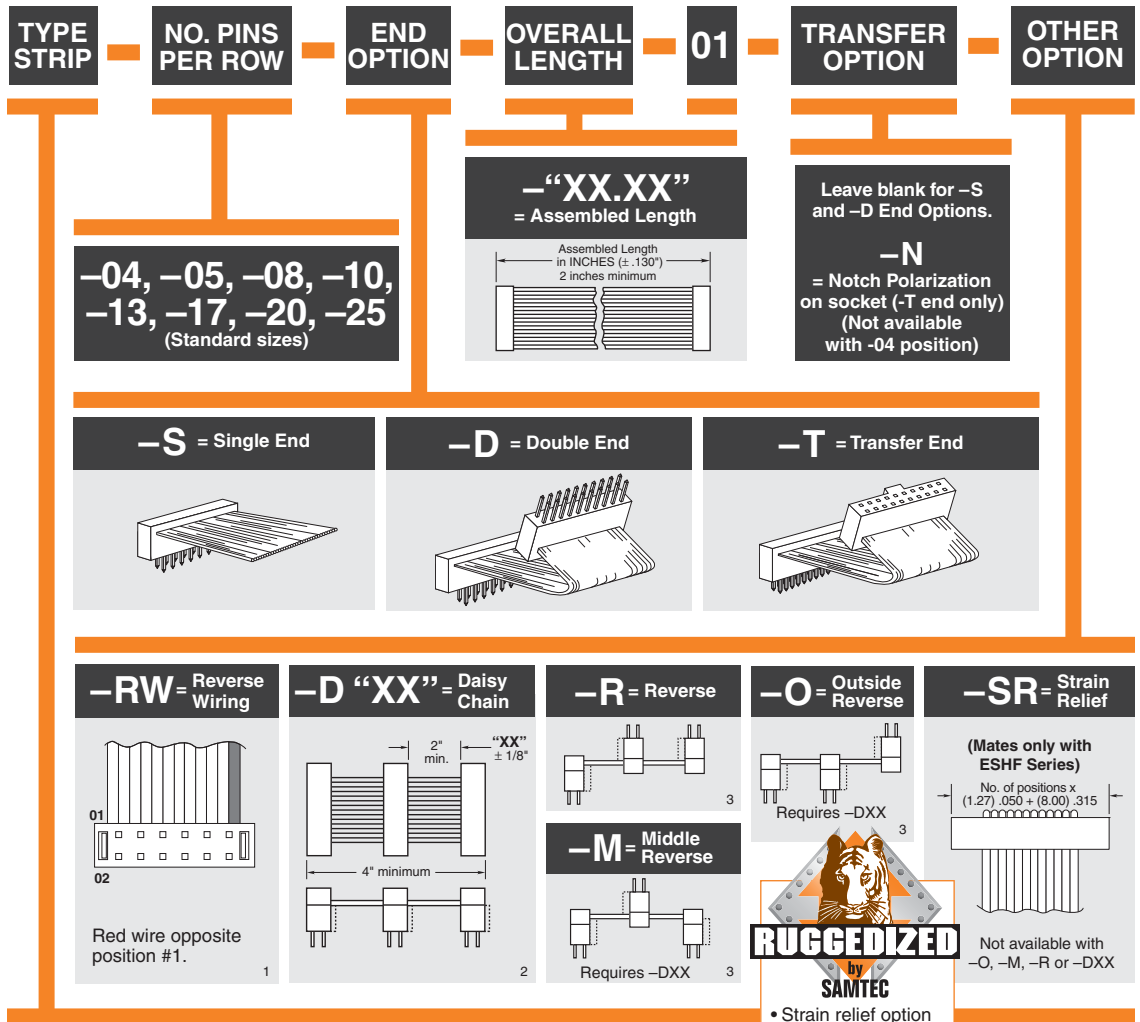 TYPE
STRIP
NO. PINS
PER ROW
END
OPTION
OVERALL
LENGTH
01
TRANSFER
OPTION
OTHER
OPTION
–“XX.XX”
= Assembled Length
Assembled Length
in INCHES (± .130")
2 inches minimum
Leave blank for –S
and –D End Options.
–N
= Notch Polarization
on socket (-T end only)
(Not available
with -04 position)
–04, –05, –08, –10,
–13, –17, –20, –25
(Standard sizes)
–S = Single End
–D = Double End
–T = Transfer End
–RW = Reverse
Wiring
01
02
Red wire opposite
position #1.
1
–D “XX” = Daisy
Chain
2"
min.
“XX”
± 1/8"
4" minimum
2
–R = Reverse
3
–M = Middle
Reverse
Requires –DXX
3
–O = Outside
Reverse
Requires –DXX
3
–SR = Strain
Relief
(Mates only with
ESHF Series)
No. of positions x
(1.27) .050 + (8.00) .315
Not available with
–O, –M, –R or –DXX
RUGGEDIZED
by
SAMTEC
• Strain relief option